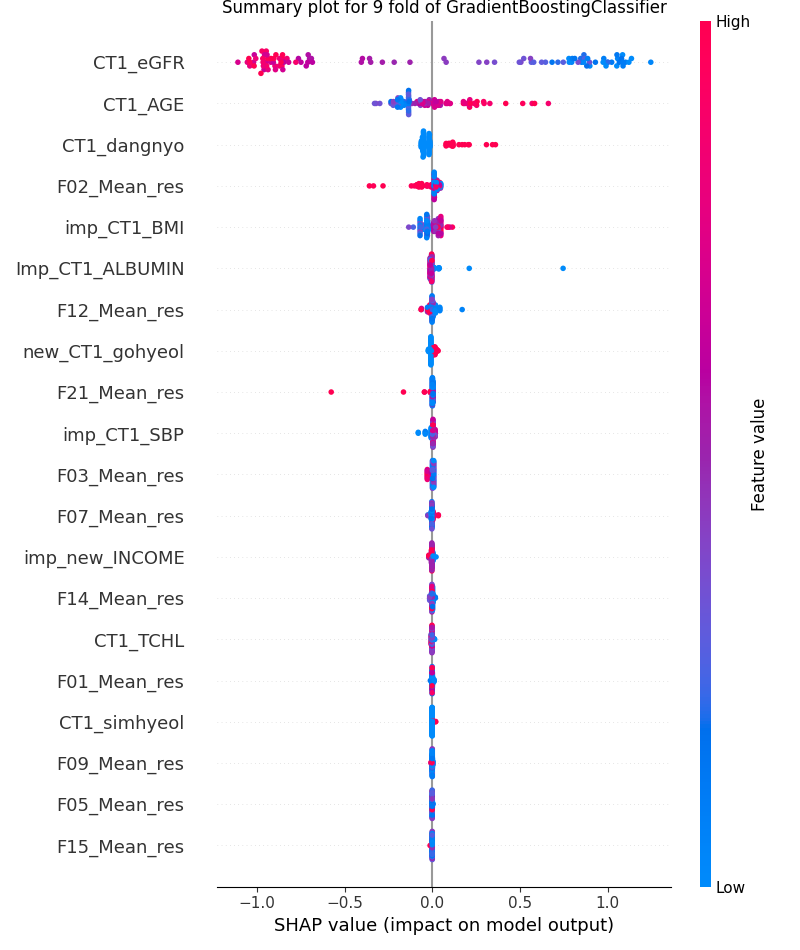 Summary plot for 9 fold of GradientBoostingClassifier
High
CT1_eGFR
CT1_AGE
CT1_dangnyo
F02_Mean_res
imp_CT1_BMI
Imp_CT1_ALBUMIN
F12_Mean_res
new_CT1_gohyeol
F21_Mean_res
imp_CT1_SBP
F03_Mean_res
F07_Mean_res
imp_new_INCOME
F14_Mean_res
CT1_TCHL
F01_Mean_res
CT1_simhyeol
F09_Mean_res
F05_Mean_res
F15_Mean_res
Feature value
Low
−1.0 −0.5 0.0 0.5 1.0
SHAP value (impact on model output)